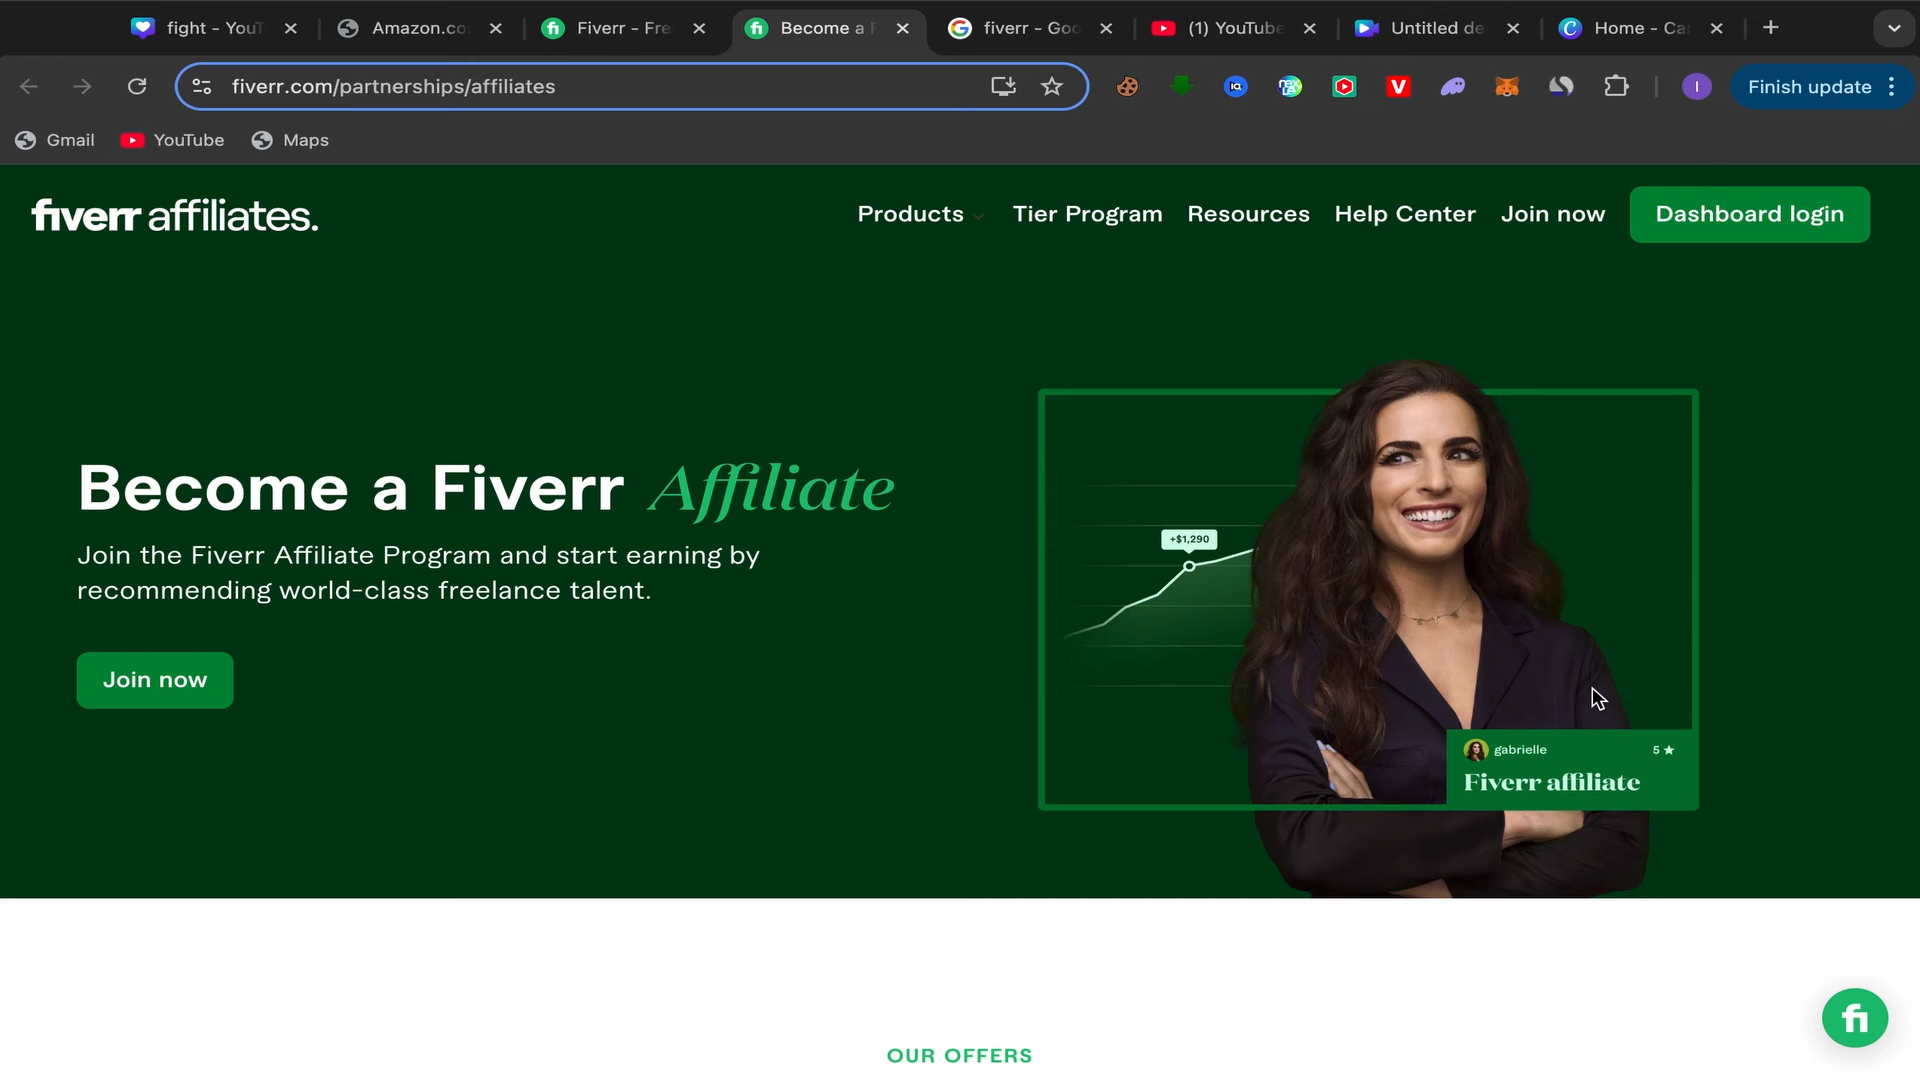 fight - YouT
Amazon.co
Fiverr - Fre
Become a F
fiverr - Goo
(1) YouTube
Untitled de
Home - Ca
fiverr.com/partnerships/affiliates
Finish update
Gmail
YouTube
Maps
fiverr affiliates.
Products
Tier Program
Resources
Help Center
Join now
Dashboard login
Become a Fiverr Affiliate
Join the Fiverr Affiliate Program and start earning by
recommending world-class freelance talent.
Join now
+$1,290
gabrielle
5
Fiverr affiliate
OUR OFFERS
fi